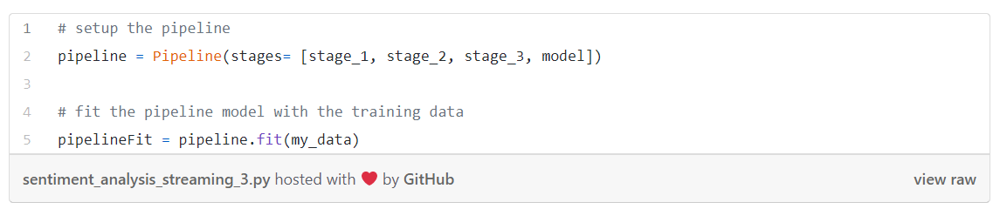 1 # setup the pipeline
2 pipeline = Pipeline(stages= [stage_1, stage_2, stage_3, model])
3
4 # fit the pipeline model with the training data
5 pipelineFit = pipeline.fit(my_data)
sentiment_analysis_streaming_3.py hosted with ❤ by GitHub view raw